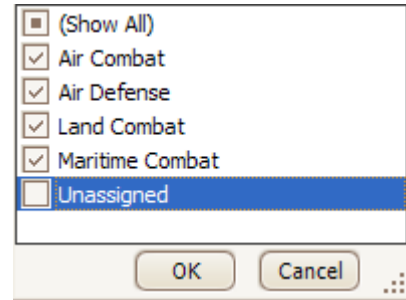 (Show All)
Air Combat
Air Defense
Land Combat
Maritime Combat
Unassigned
OK Cancel